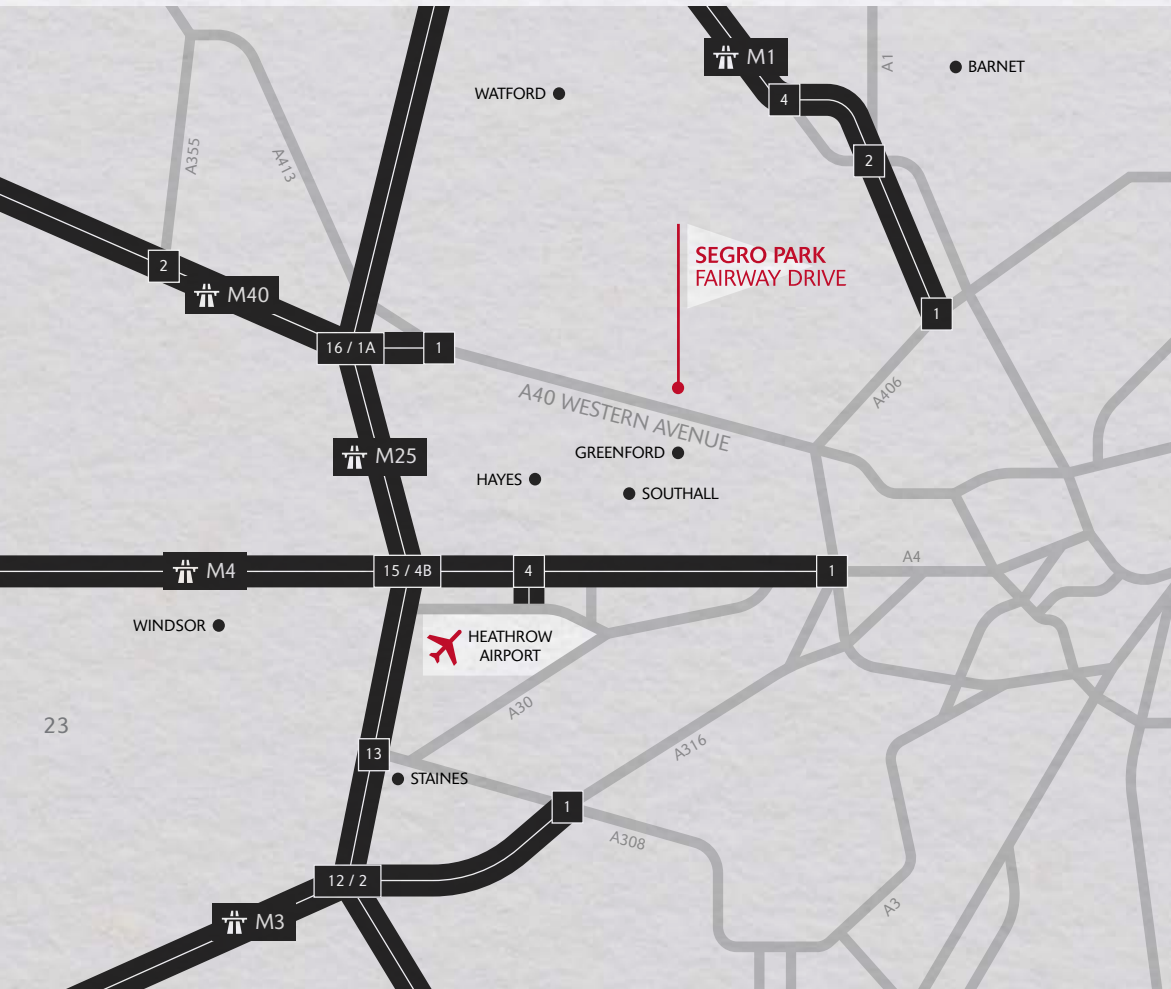 M1
A1
BARNET
WATFORD
4
A355
A413
2
SEGRO PARK
FAIRWAY DRIVE
2
M40
1
16 / 1A
1
A40 WESTERN AVENUE
A406
M25
GREENFORD
HAYES
SOUTHALL
M4
15 / 4B
4
1
A4
WINDSOR
HEATHROW
AIRPORT
A30
23
A316
13
STAINES
1
A308
12 / 2
M3
A3